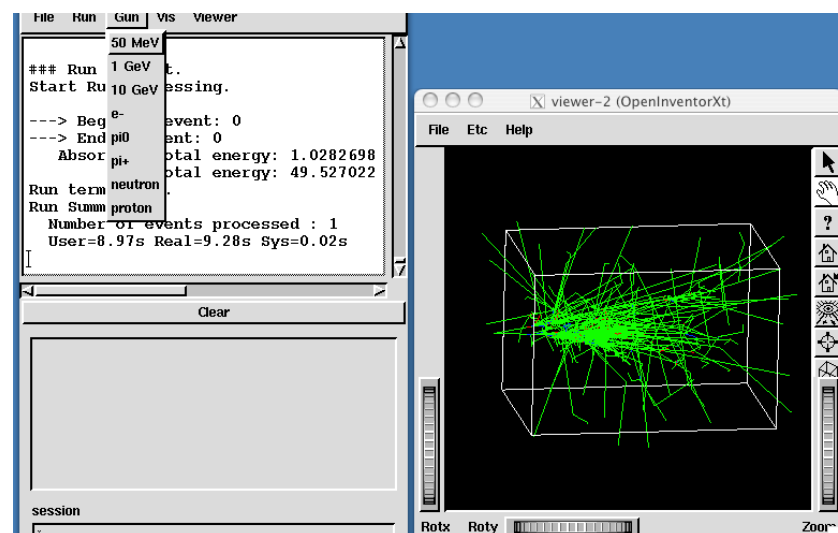 File Run Gun Vis Viewer
50 MeV
1 GeV
10 GeV
e-
pi0
pi+
neutron
proton
### Run t.
Start Ru essing.
---> Beg event: 0
---> End ent: 0
Absor otal energy: 1.0282698
otal energy: 49.527022
Run term .
Run Summ
Number of events processed : 1
User=8.97s Real=9.28s Sys=0.02s
Clear
session
X viewer-2 (OpenInventorXt)
File Etc Help
?
Rotx Roty Zoom